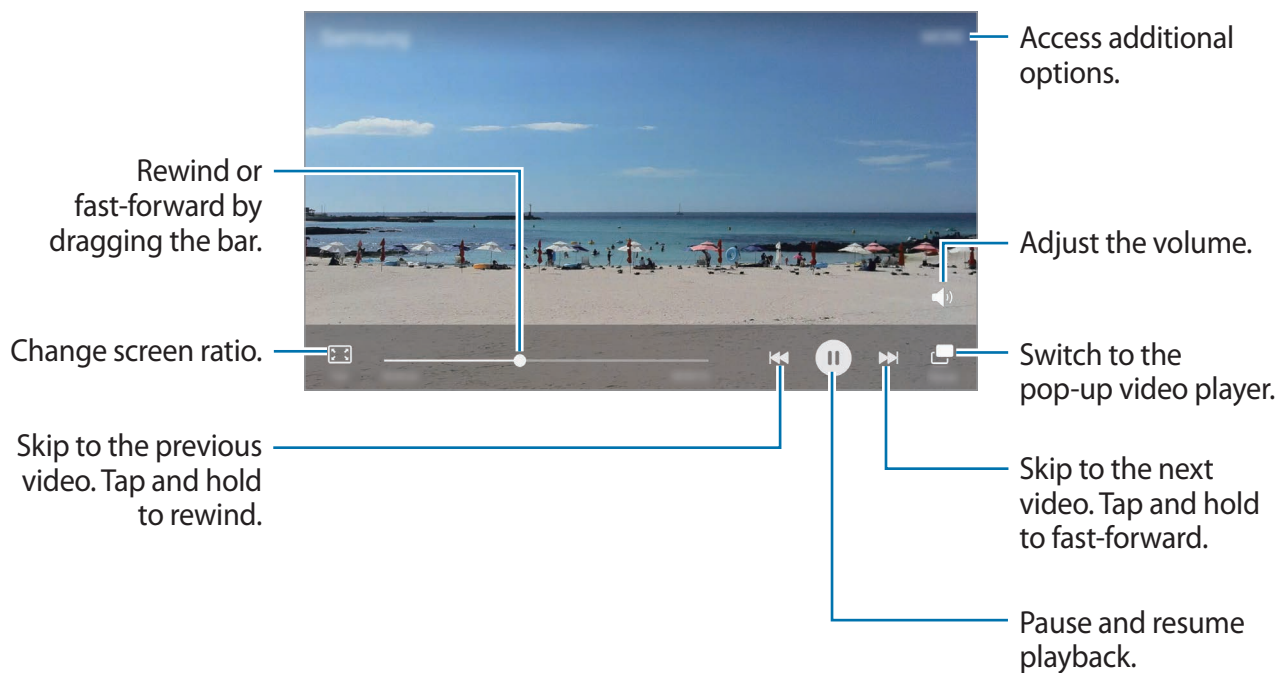 Access additional
options.
Rewind or
fast-forward by
dragging the bar.
Adjust the volume.
Change screen ratio.
Switch to the
pop-up video player.
Skip to the previous
video. Tap and hold
to rewind.
Skip to the next
video. Tap and hold
to fast-forward.
Pause and resume
playback.